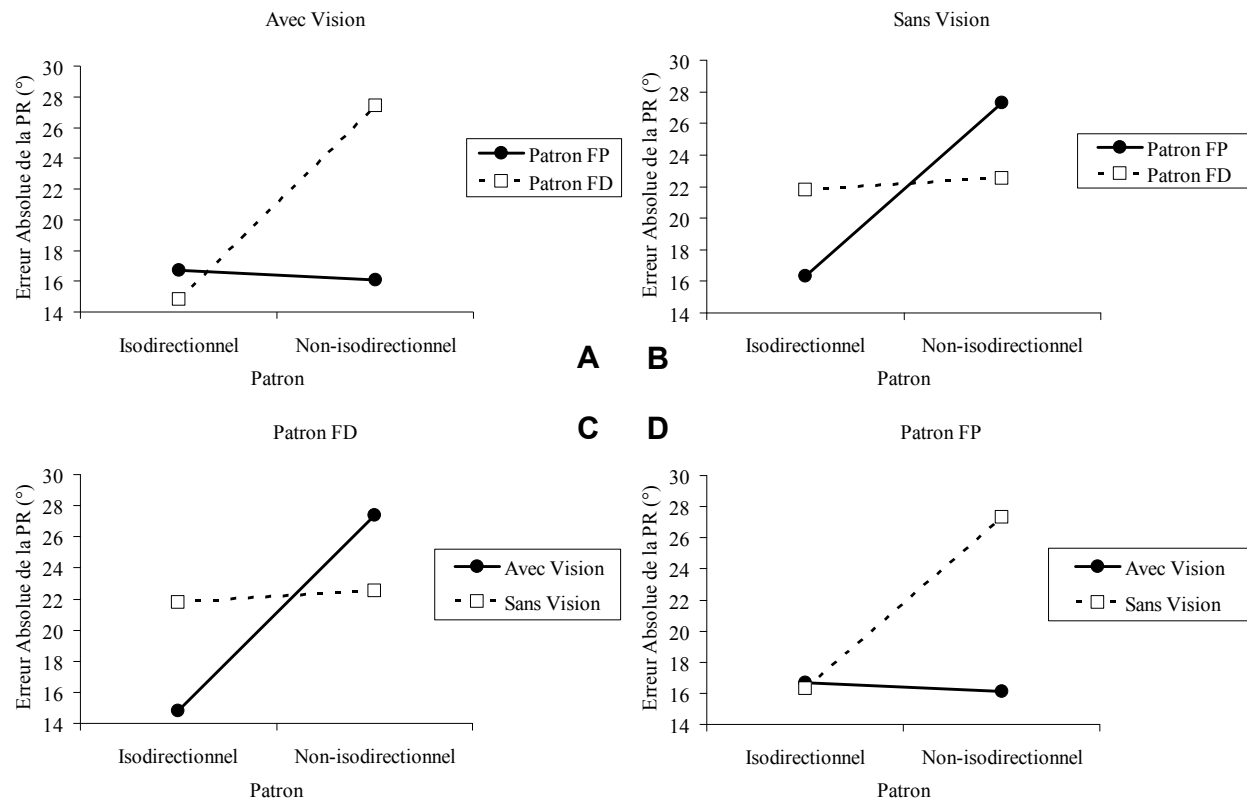 Avec Vision
Erreur Absolue de la PR (°)
30
28
26
24
22
20
18
16
14
Isodirectionnel
Non-isodirectionnel
Patron
Patron FP
Patron FD
A
Sans Vision
Erreur Absolue de la PR (°)
30
28
26
24
22
20
18
16
14
Isodirectionnel
Non-isodirectionnel
Patron
Patron FP
Patron FD
B
Patron FD
Erreur Absolue de la PR (°)
30
28
26
24
22
20
18
16
14
Isodirectionnel
Non-isodirectionnel
Patron
Avec Vision
Sans Vision
C
Patron FP
Erreur Absolue de la PR (°)
30
28
26
24
22
20
18
16
14
Isodirectionnel
Non-isodirectionnel
Patron
Avec Vision
Sans Vision
D